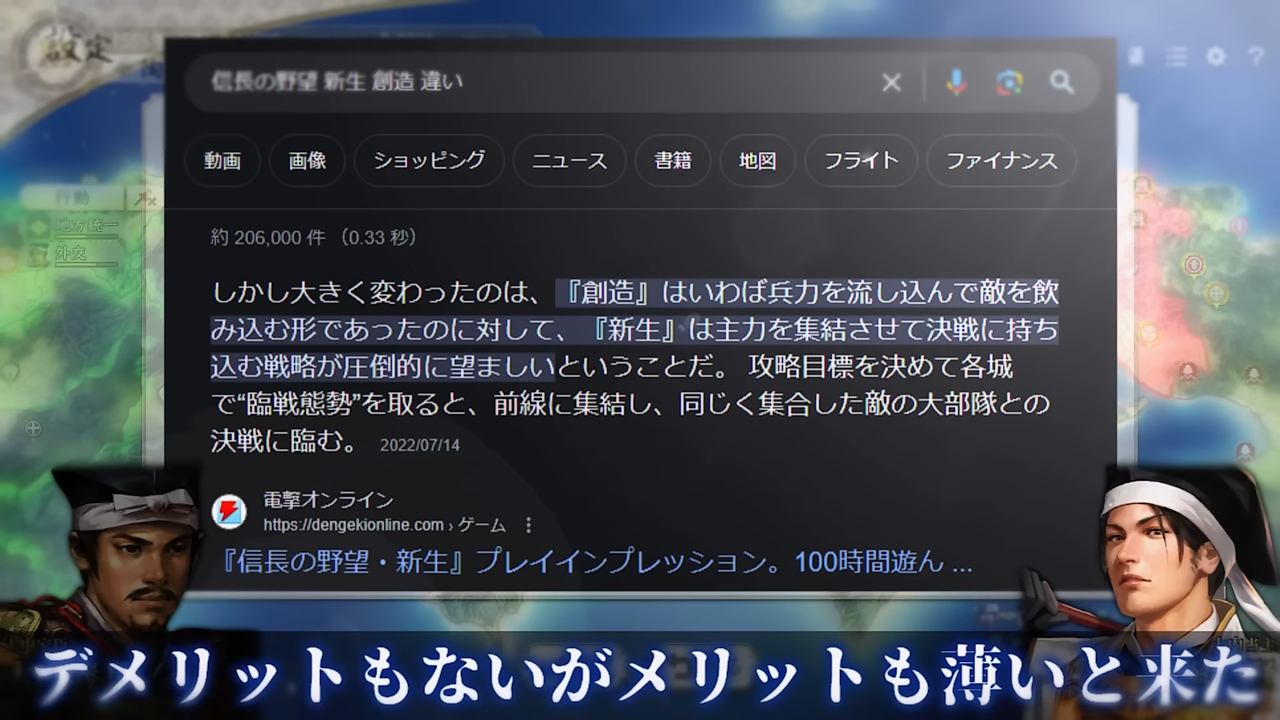 設定
信長の野望 新生 創造 違い
動画 画像 ショッピング ニュース 書籍 地図 フライト ファイナンス
約 206,000 件 (0.33 秒)
行動
地方統一
外交
しかし大きく変わったのは、『創造』はいわば兵力を流し込んで敵を飲
み込む形であったのに対して、『新生』は主力を集結させて決戦に持ち
込む戦略が圧倒的に望ましいということだ。 攻略目標を決めて各城
で“臨戦態勢”を取ると、前線に集結し、同じく集合した敵の大部隊との
決戦に臨む。 2022/07/14
電撃オンライン
https://dengekionline.com › ゲーム
『信長の野望・新生』プレイインプレッション。100時間遊ん ...
デメリットもないがメリットも薄いと来た